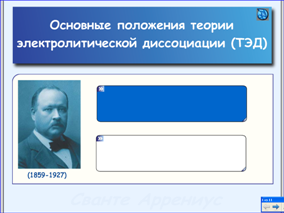 Основные положения теории
электролитической диссоциации (ТЭД)
(1859-1927)
Сванте Аррениус